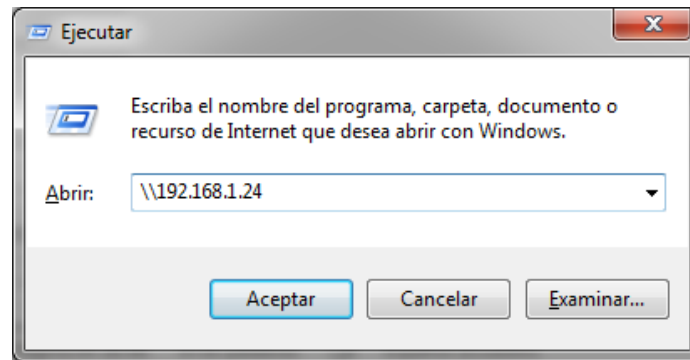 Ejecutar
Escriba el nombre del programa, carpeta, documento o
recurso de Internet que desea abrir con Windows.
Abrir: \\192.168.1.24
Aceptar Cancelar Examinar...